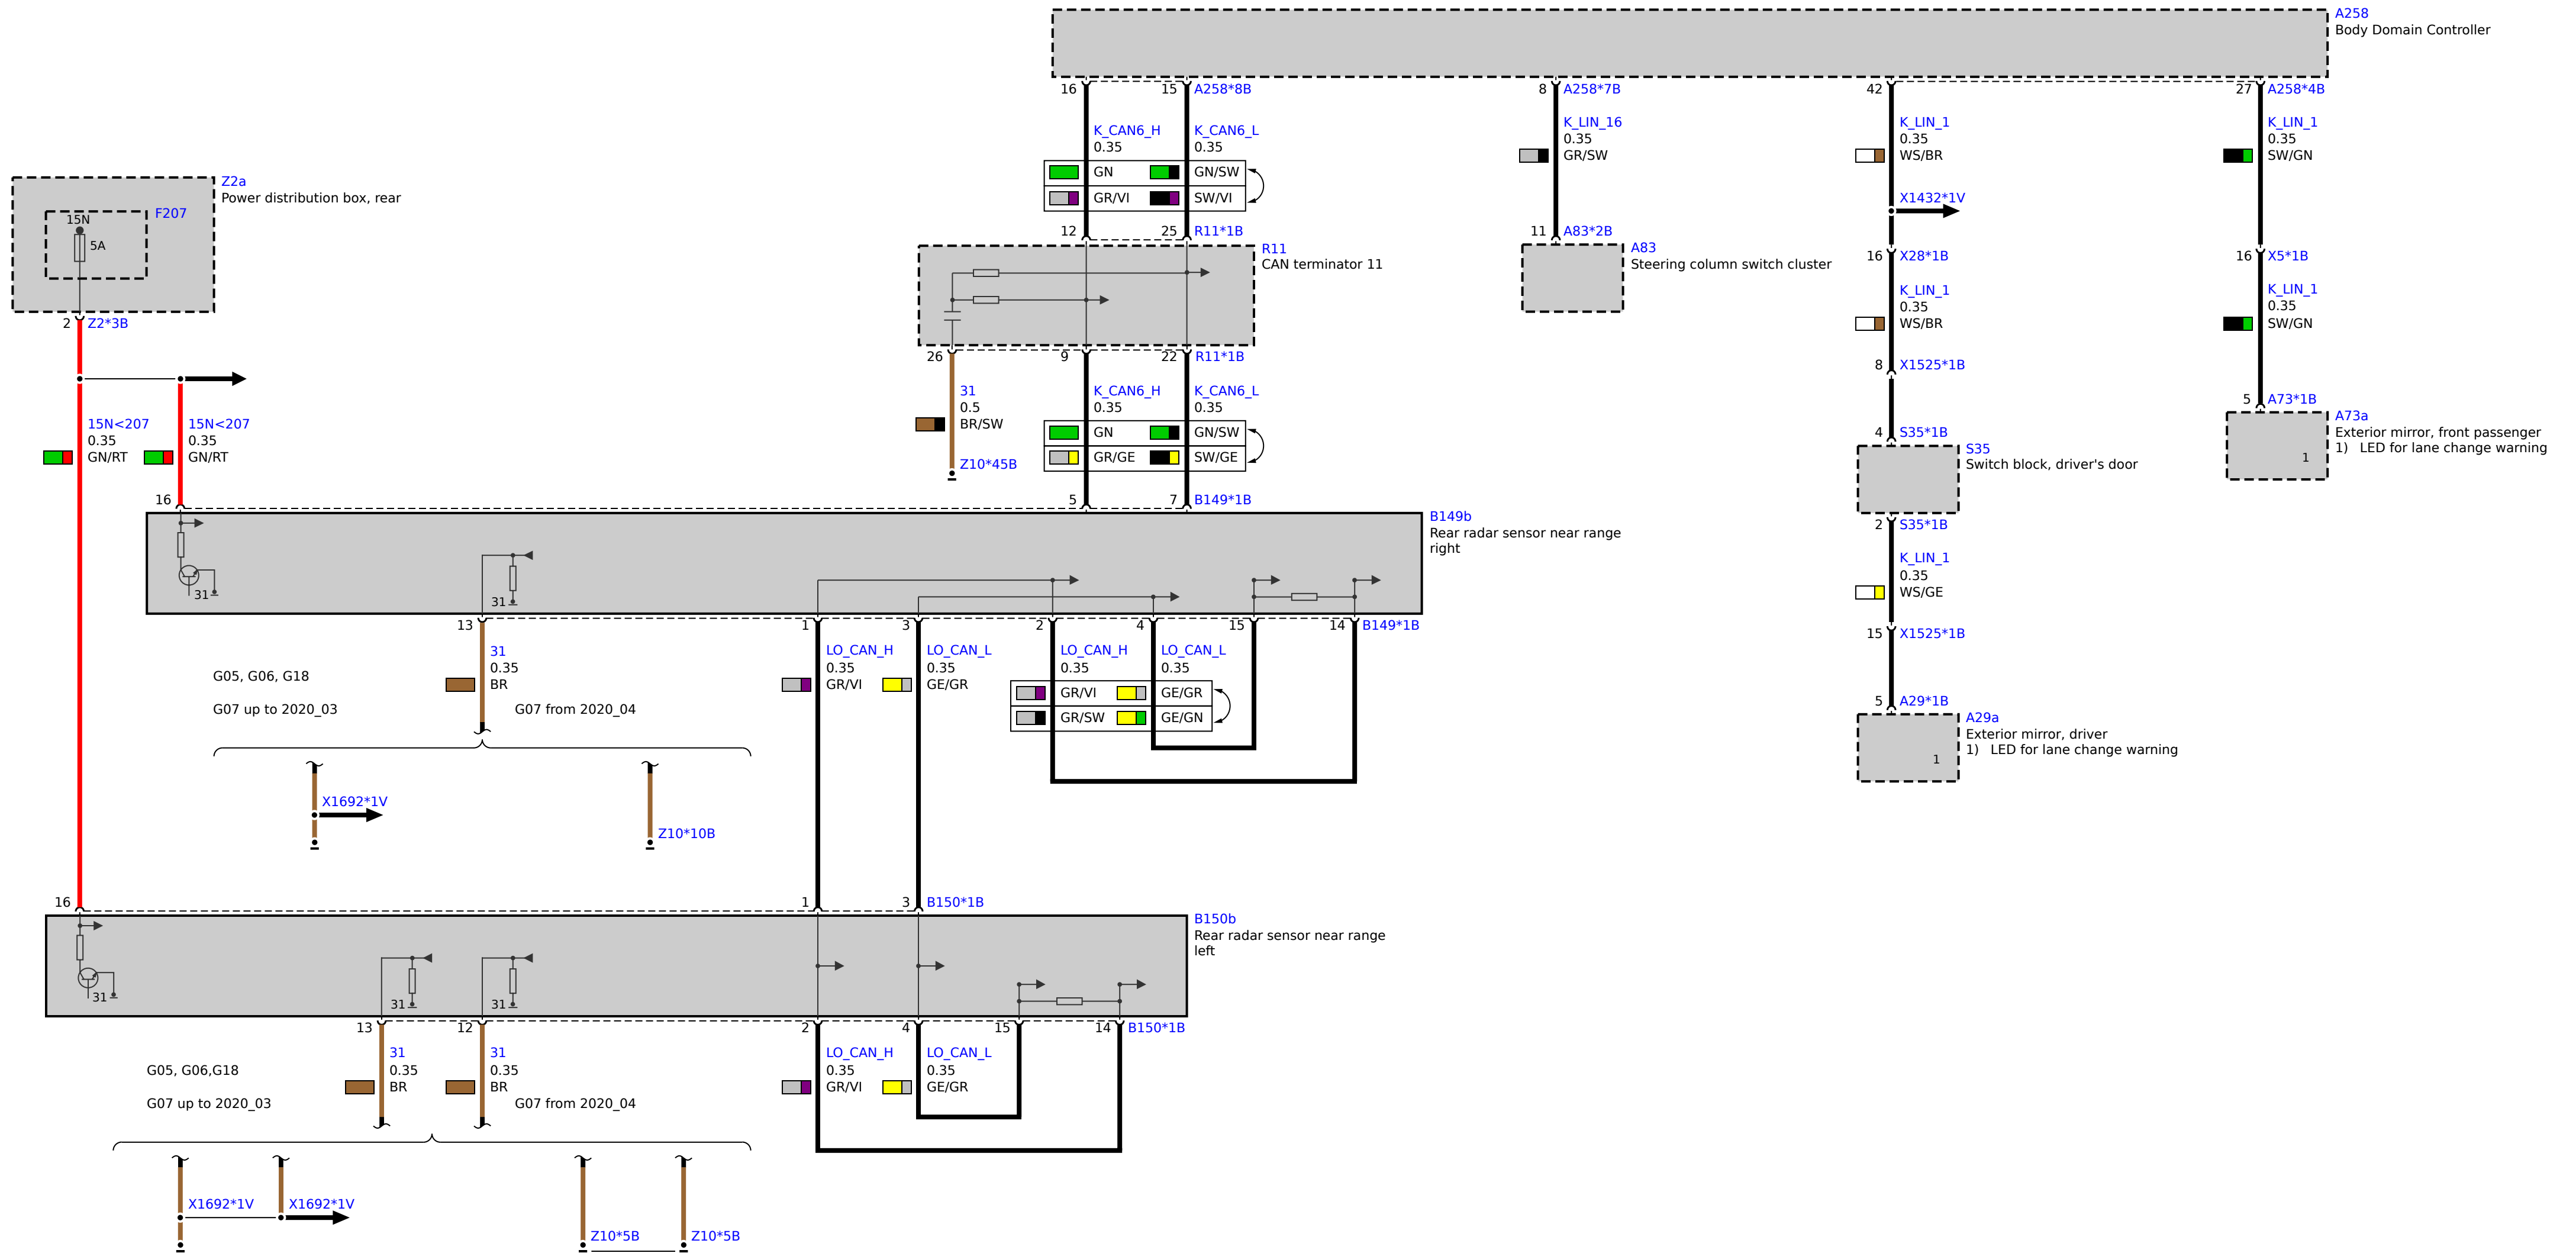 A258
Body Domain Controller
16
15
A258*8B
8
A258*7B
42
27
A258*4B
K_CAN6_H
0.35
K_CAN6_L
0.35
K_LIN_16
0.35
GR/SW
K_LIN_1
0.35
WS/BR
K_LIN_1
0.35
SW/GN
GN
GN/SW
GR/VI
SW/VI
X1432*1V
Z2a
Power distribution box, rear
F207
15N
5A
12
25
R11*1B
11
A83*2B
16
X28*1B
16
X5*1B
R11
CAN terminator 11
A83
Steering column switch cluster
K_LIN_1
0.35
WS/BR
K_LIN_1
0.35
SW/GN
2
Z2*3B
26
9
22
R11*1B
8
X1525*1B
31
0.5
BR/SW
K_CAN6_H
0.35
K_CAN6_L
0.35
GN
GN/SW
GR/GE
SW/GE
5
A73*1B
A73a
Exterior mirror, front passenger
1) LED for lane change warning
1
15N<207
0.35
GN/RT
15N<207
0.35
GN/RT
Z10*45B
4
S35*1B
S35
Switch block, driver's door
16
5
7
B149*1B
B149b
Rear radar sensor near range
right
31
31
2
S35*1B
K_LIN_1
0.35
WS/GE
13
1
3
2
4
15
14
B149*1B
15
X1525*1B
G05, G06, G18
G07 up to 2020_03
31
0.35
BR
G07 from 2020_04
LO_CAN_H
0.35
GR/VI
LO_CAN_L
0.35
GE/GR
LO_CAN_H
0.35
LO_CAN_L
0.35
GR/VI
GE/GR
GR/SW
GE/GN
5
A29*1B
A29a
Exterior mirror, driver
1) LED for lane change warning
1
X1692*1V
Z10*10B
16
1
3
B150*1B
B150b
Rear radar sensor near range
left
31
31
31
13
12
2
4
15
14
B150*1B
G05, G06,G18
G07 up to 2020_03
31
0.35
BR
31
0.35
BR
G07 from 2020_04
LO_CAN_H
0.35
GR/VI
LO_CAN_L
0.35
GE/GR
X1692*1V
X1692*1V
Z10*5B
Z10*5B